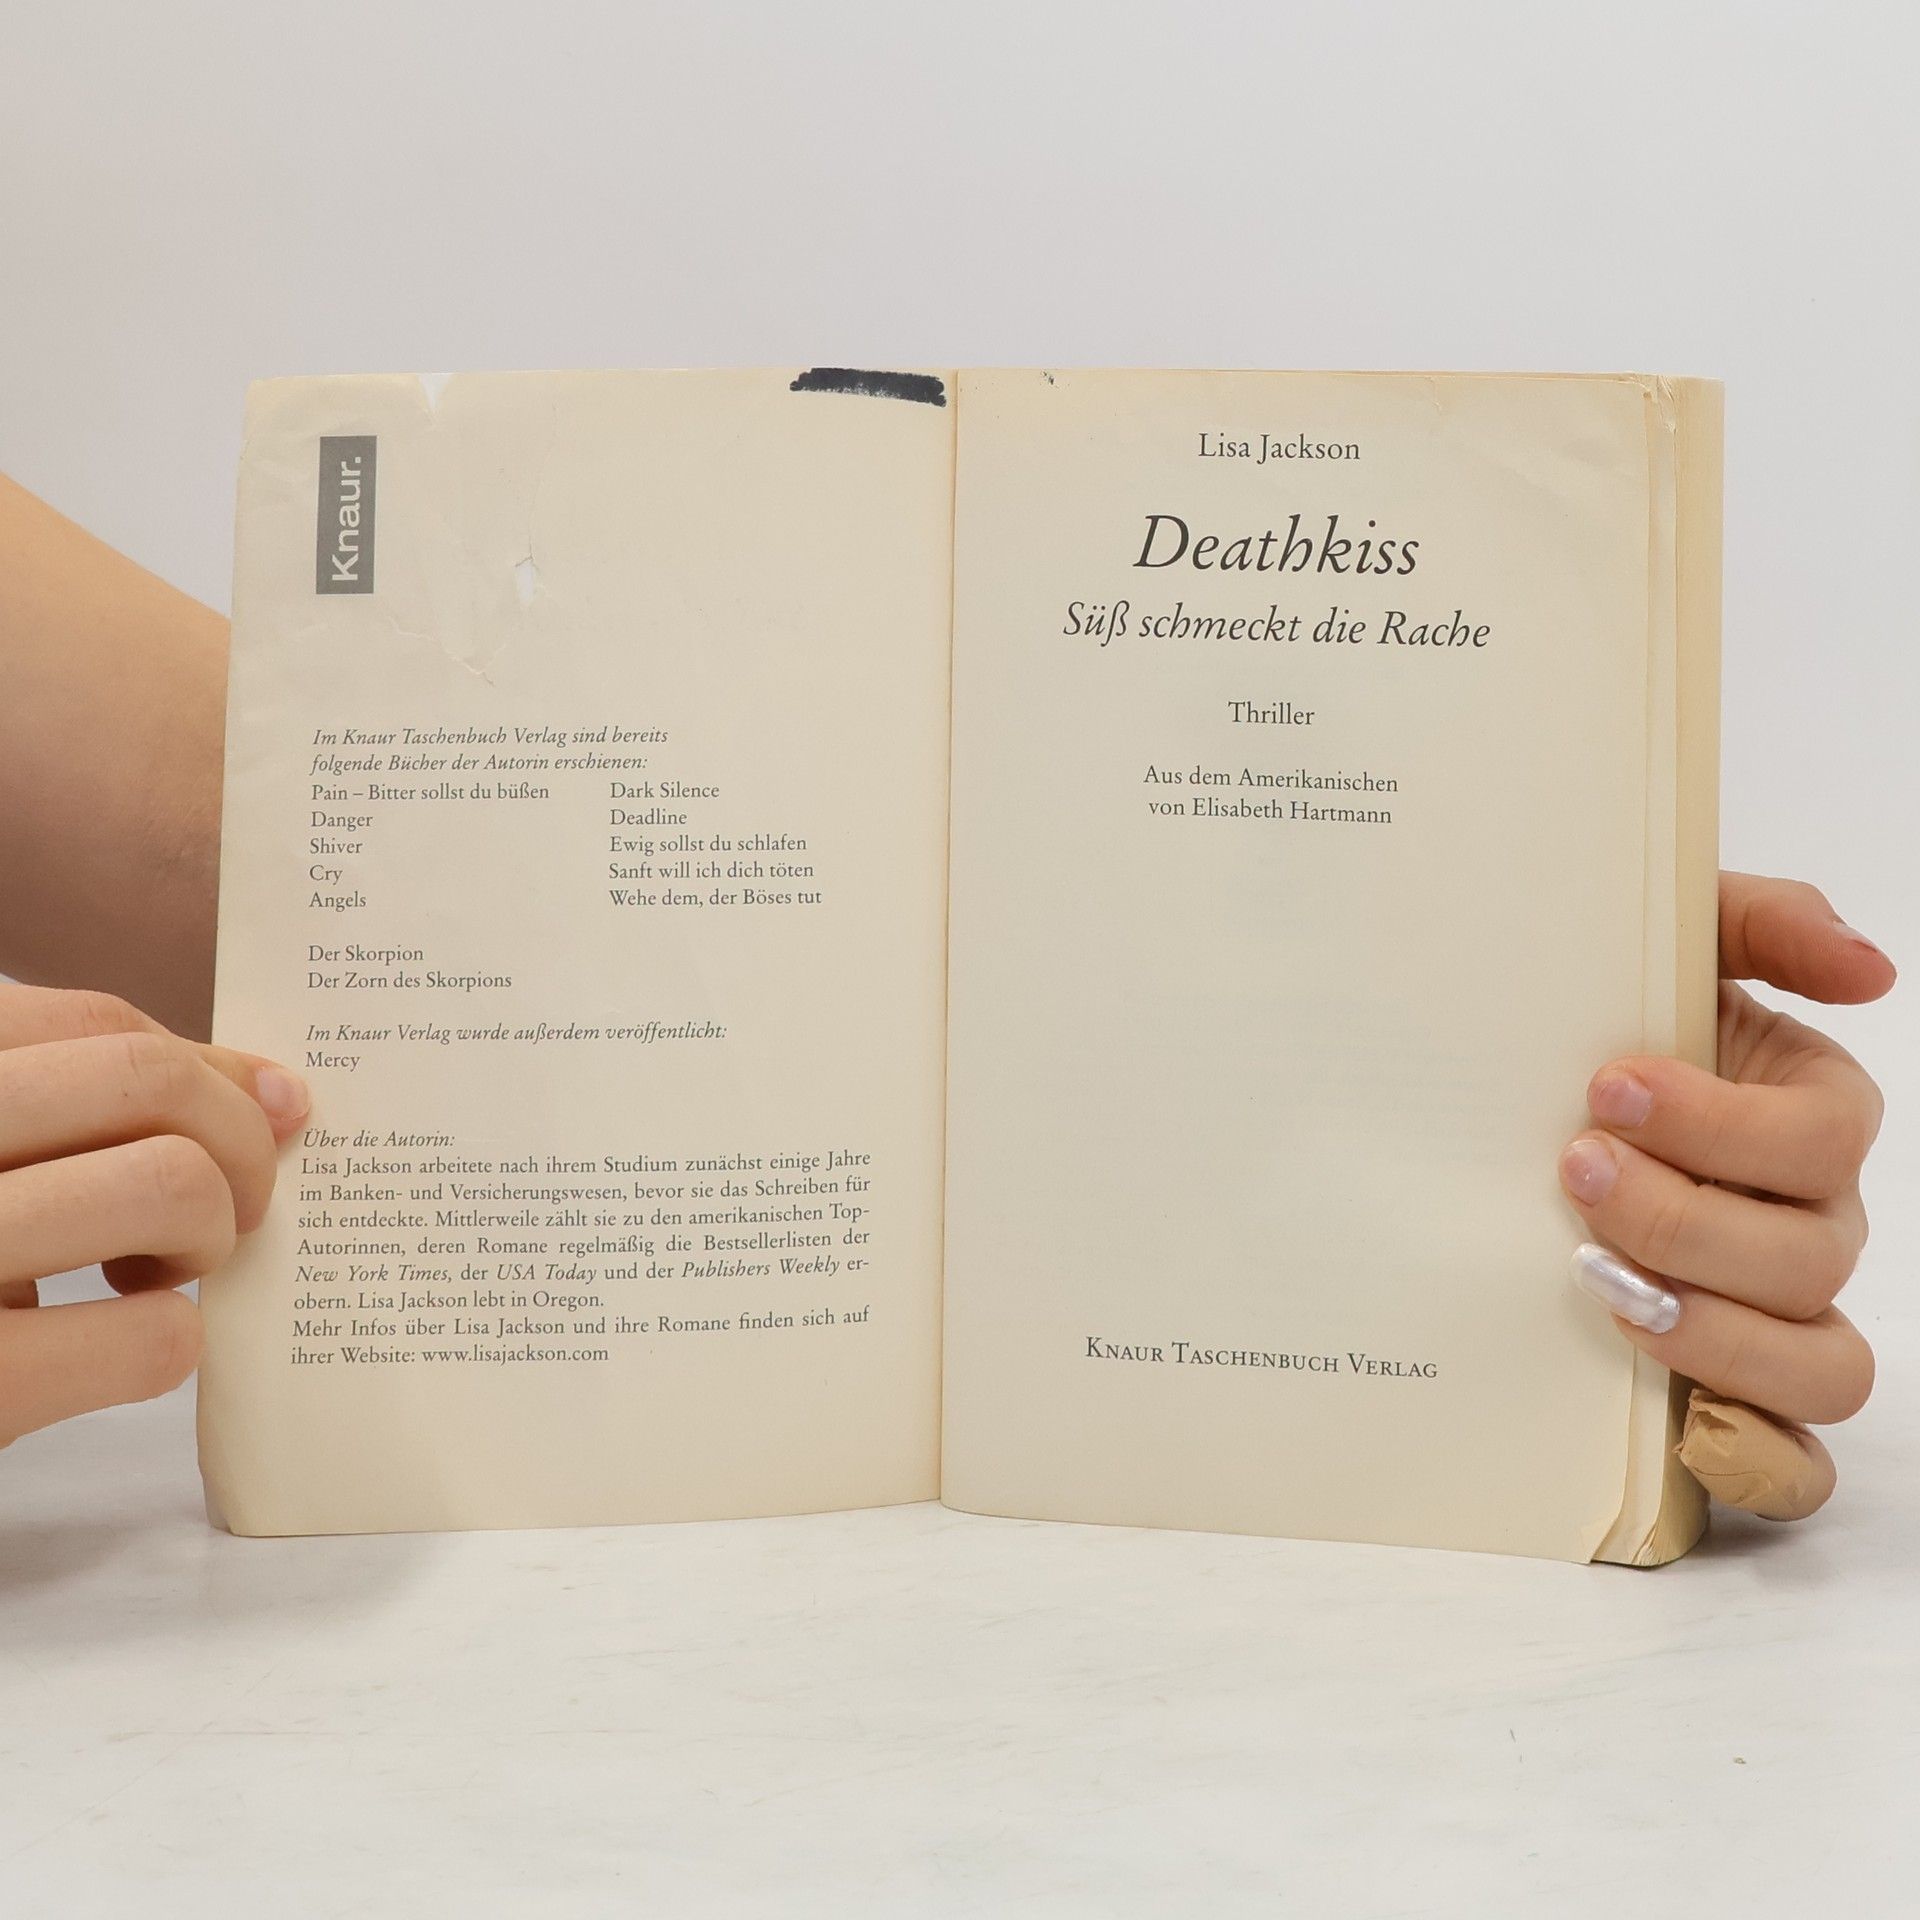 Knaur.
Im Knaur Taschenbuch Verlag sind bereits
folgende Bücher der Autorin erschienen:
Pain – Bitter sollst du büßen
Danger
Shiver
Cry
Angels
Dark Silence
Deadline
Ewig sollst du schlafen
Sanft will ich dich töten
Wehe dem, der Böses tut
Der Skorpion
Der Zorn des Skorpions
Im Knaur Verlag wurde außerdem veröffentlicht:
Mercy
Über die Autorin:
Lisa Jackson arbeitete nach ihrem Studium zunächst einige Jahre
im Banken- und Versicherungswesen, bevor sie das Schreiben für
sich entdeckte. Mittlerweile zählt sie zu den amerikanischen Top-
Autorinnen, deren Romane regelmäßig die Bestsellerlisten der
New York Times, der USA Today und der Publishers Weekly er-
obern. Lisa Jackson lebt in Oregon.
Mehr Infos über Lisa Jackson und ihre Romane finden sich auf
ihrer Website: www.lisajackson.com
Lisa Jackson
Deathkiss
Süß schmeckt die Rache
Thriller
Aus dem Amerikanischen
von Elisabeth Hartmann
KNAUR TASCHENBUCH VERLAG